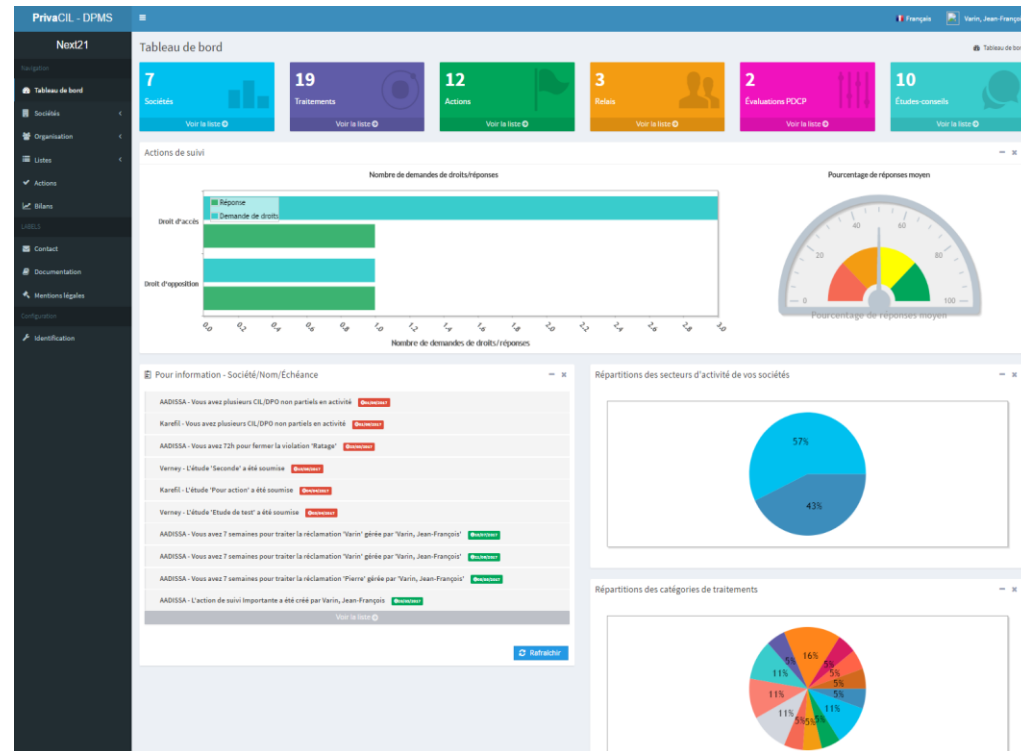 PrivaCIL - DPMS
Français
Varin, Jean-Franço
Next21
Navigation
Tableau de bord
Sociétés
Organisation
Listes
Actions
Bilans
LABELS
Contact
Documentation
Mentions légales
Configuration
Identification
Tableau de bord
Tableau de bor
7
Sociétés
Voir la liste
19
Traitements
Voir la liste
12
Actions
Voir la liste
3
Relais
Voir la liste
2
Évaluations PDCP
Voir la liste
10
Études-conseils
Voir la liste
Actions de suivi
Nombre de demandes de droits/réponses
Réponse
Demande de droits
Droit d'accès
Droit d'opposition
0.0 0.2 0.4 0.6 0.8 1.0 1.2 1.4 1.6 1.8 2.0 2.2 2.4 2.6 2.8 3.0
Nombre de demandes de droits/réponses
Pourcentage de réponses moyen
0 20 40 60 80 100
Pourcentage de réponses moyen
Pour information - Société/Nom/Échéance
AADISSA - Vous avez plusieurs CIL/DPO non partiels en activité
Karefil - Vous avez plusieurs CIL/DPO non partiels en activité
AADISSA - Vous avez 72h pour fermer la violation 'Ratage'
Verney - L'étude 'Seconde' a été soumise
Karefil - L'étude 'Pour action' a été soumise
Verney - L'étude 'Etude de test' a été soumise
AADISSA - Vous avez 7 semaines pour traiter la réclamation 'Varin' gérée par 'Varin, Jean-François'
AADISSA - Vous avez 7 semaines pour traiter la réclamation 'Varin' gérée par 'Varin, Jean-François'
AADISSA - Vous avez 7 semaines pour traiter la réclamation 'Pierre' gérée par 'Varin, Jean-François'
AADISSA - L'action de suivi Importante a été créé par Varin, Jean-François
Voir la liste
Rafraîchir
Répartitions des secteurs d'activité de vos sociétés
57%
43%
Répartitions des catégories de traitements
16%
5%
5%
5%
5%
5%
11%
11%
11%
11%
5%
5%
5%